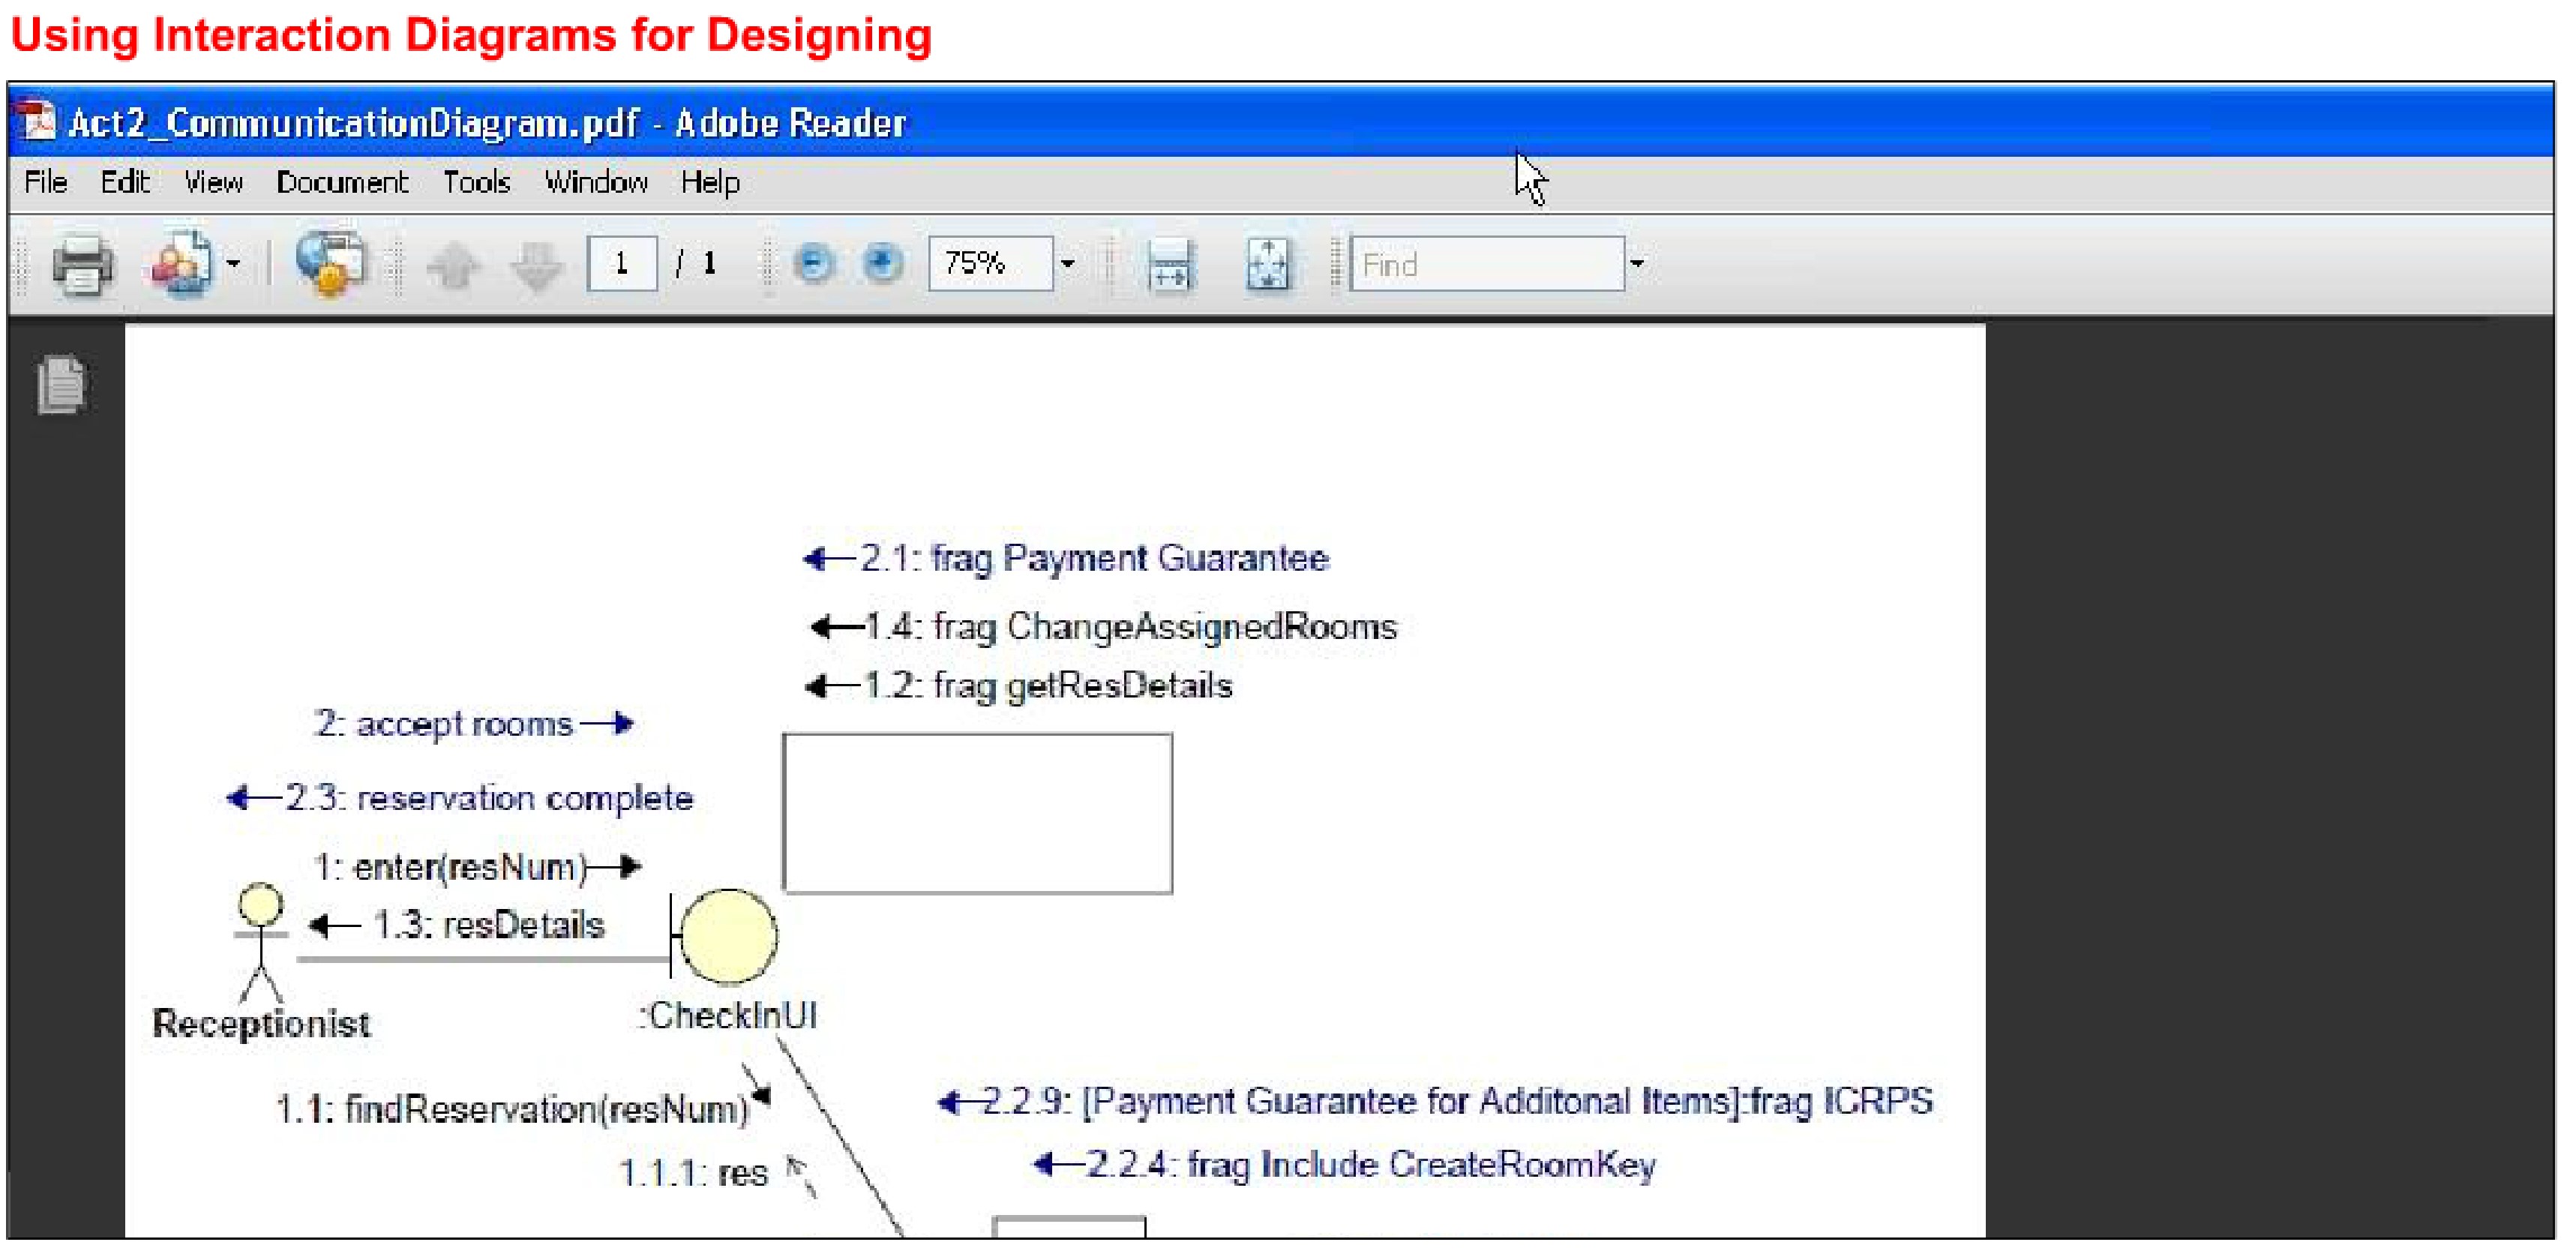 Using Interaction Diagrams for Designing
Act2_CommunicationDiagram.pdf - Adobe Reader
File Edit View Document Tools Window Help
1 / 1 75% Find
2.1: frag Payment Guarantee
1.4: frag ChangeAssignedRooms
1.2: frag getResDetails
2: accept rooms
2.3: reservation complete
1: enter(resNum)
1.3: resDetails
Receptionist
:CheckInUI
1.1: findReservation(resNum)
2.2.9: [Payment Guarantee for Additonal Items]:frag ICRPS
1.1.1: res
2.2.4: frag Include CreateRoomKey